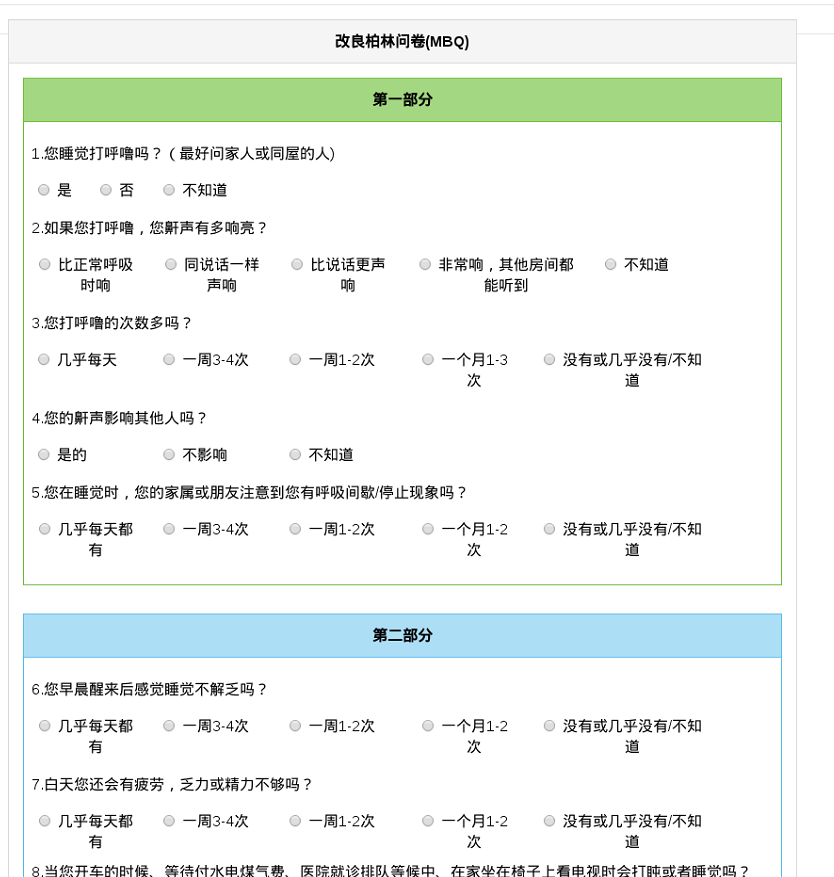 改良柏林问卷(MBQ)
第一部分
1.您睡觉打呼噜吗？（最好问家人或同屋的人)
是 否 不知道
2.如果您打呼噜，您鼾声有多响亮？
比正常呼吸 同说话一样 比说话更声 非常响，其他房间都 不知道
时响 声响 响 能听到
3.您打呼噜的次数多吗？
几乎每天 一周3-4次 一周1-2次 一个月1-3 没有或几乎没有/不知
次 道
4.您的鼾声影响其他人吗？
是的 不影响 不知道
5.您在睡觉时，您的家属或朋友注意到您有呼吸间歇/停止现象吗？
几乎每天都 一周3-4次 一周1-2次 一个月1-2 没有或几乎没有/不知
有 次 道
第二部分
6.您早晨醒来后感觉睡觉不解乏吗？
几乎每天都 一周3-4次 一周1-2次 一个月1-2 没有或几乎没有/不知
有 次 道
7.白天您还会有疲劳，乏力或精力不够吗？
几乎每天都 一周3-4次 一周1-2次 一个月1-2 没有或几乎没有/不知
有 次 道
8.当您开车的时候、等待付水电煤气费、医院就诊排队等候中、在家坐在椅子上看电视时会打盹或者睡觉吗？